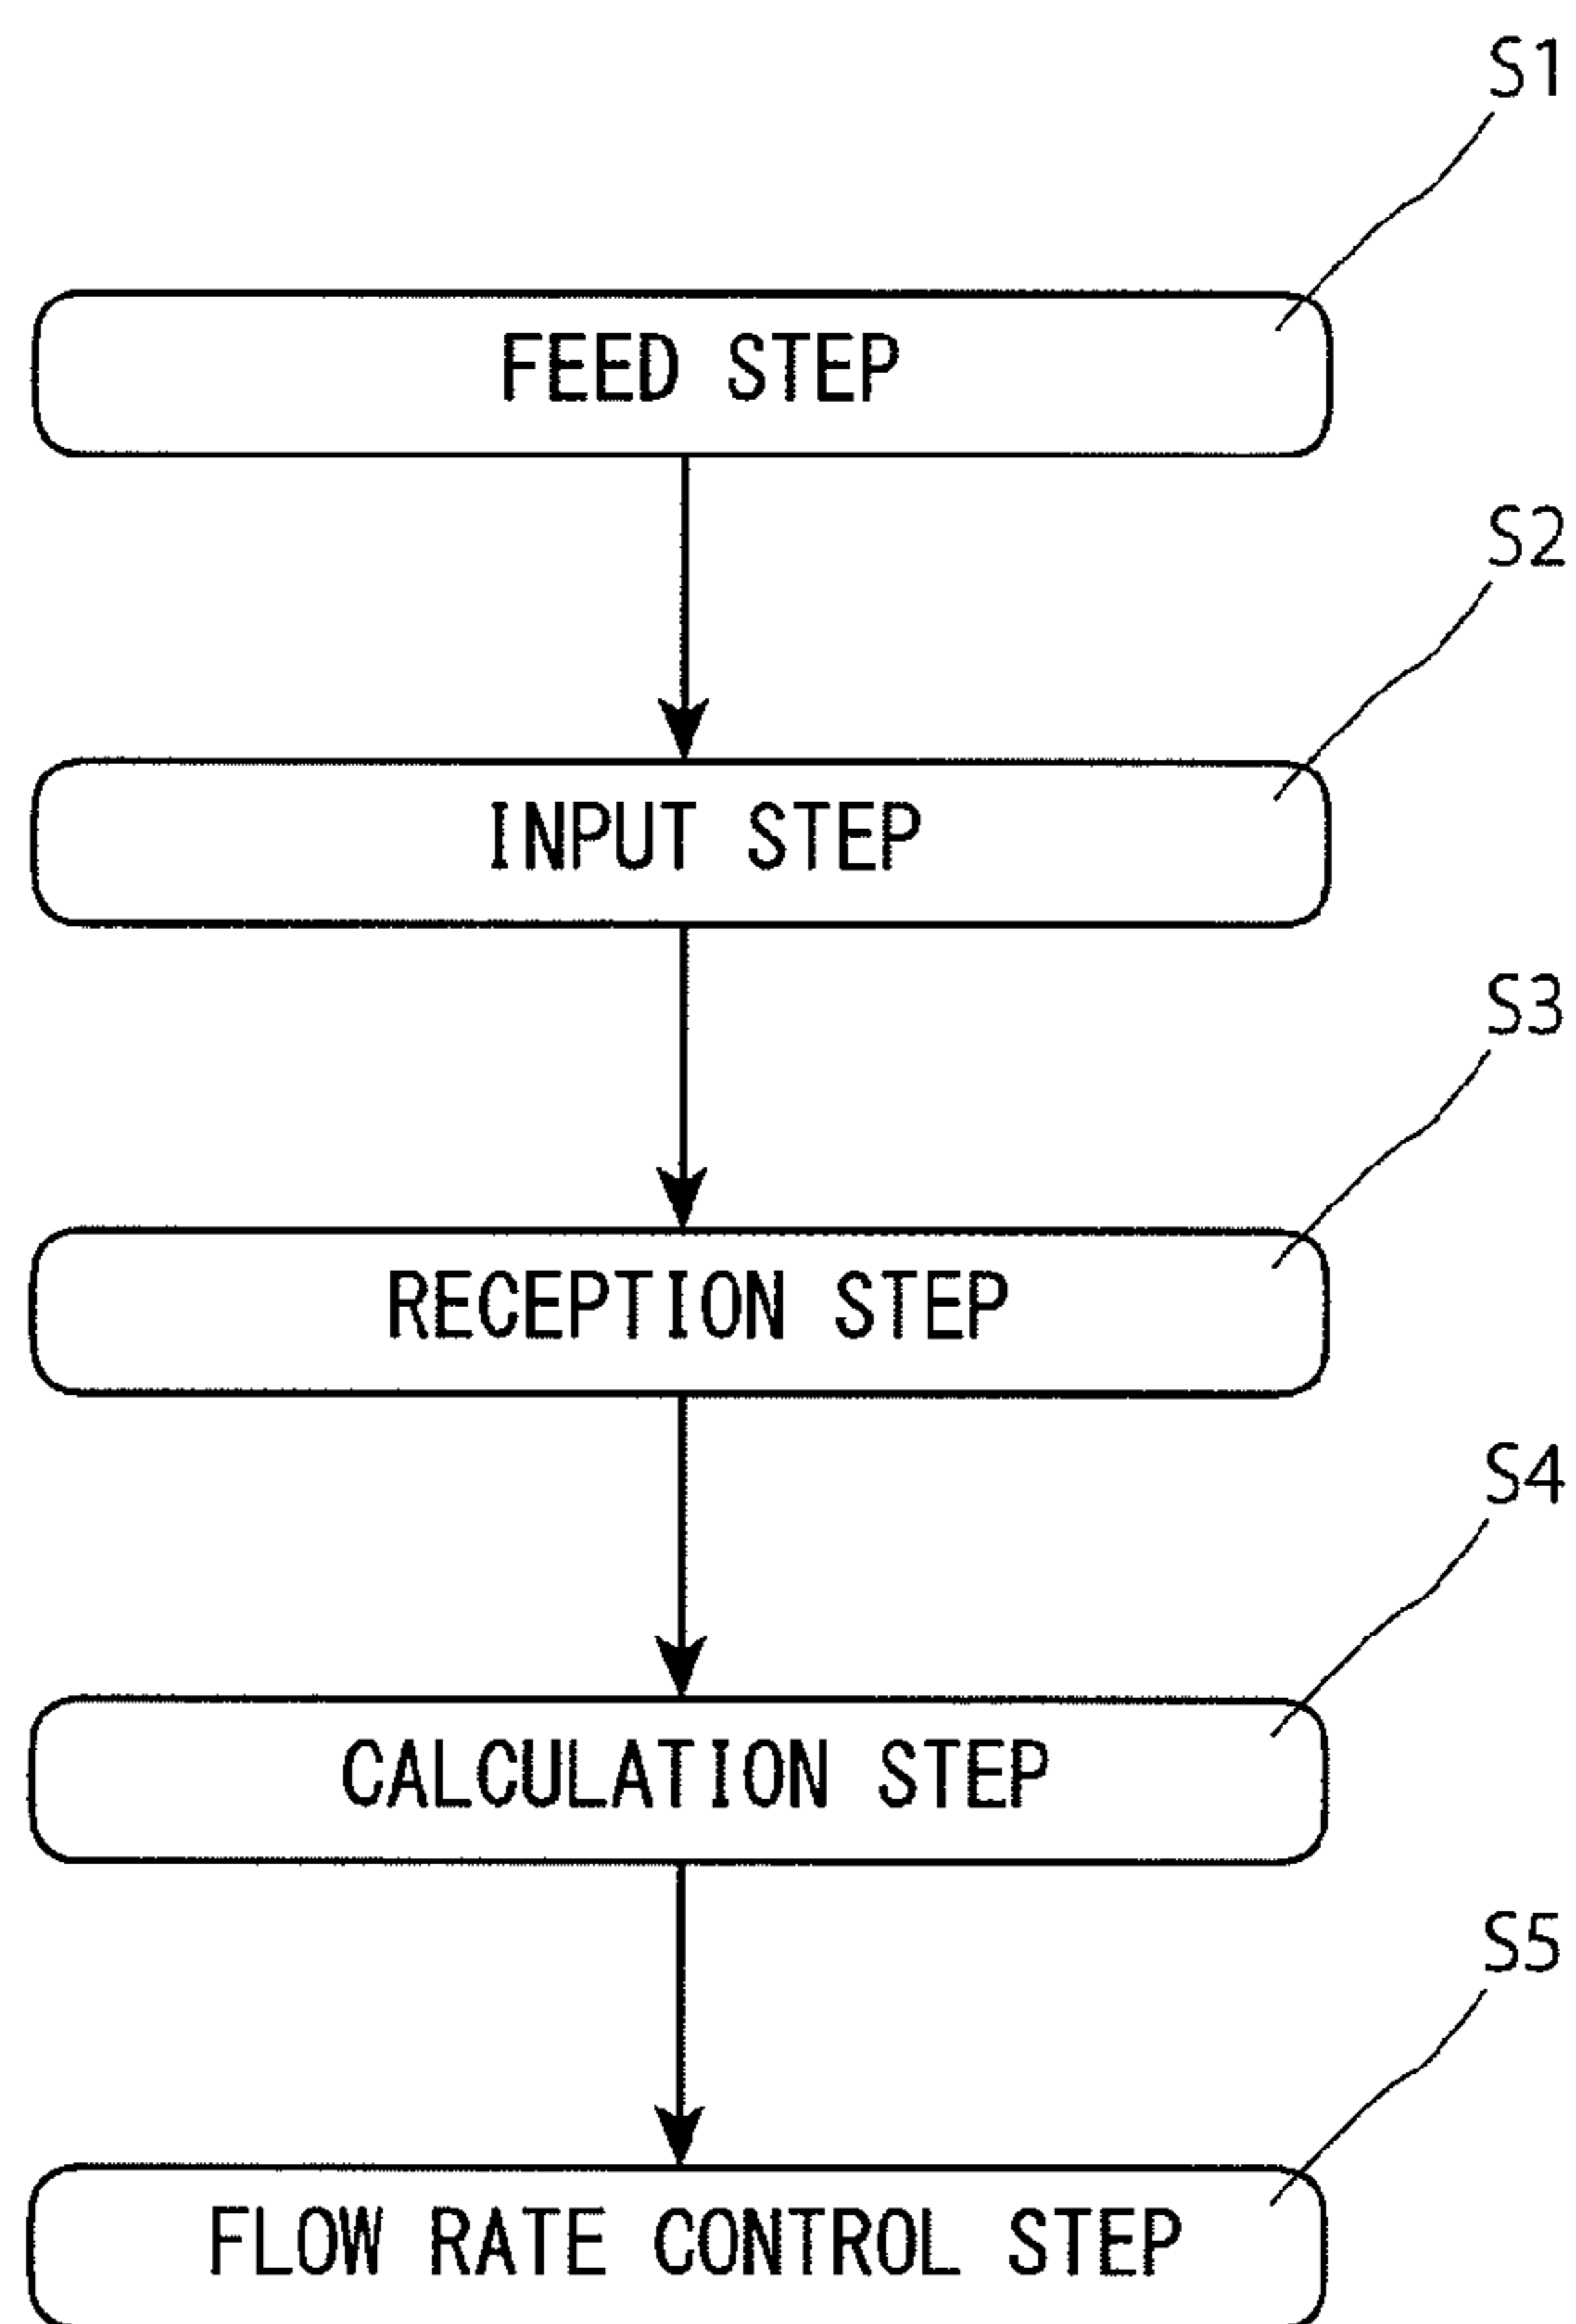 S1
FEED STEP
S2
INPUT STEP
S3
RECEPTION STEP
S4
CALCULATION STEP
S5
FLOW RATE CONTROL STEP